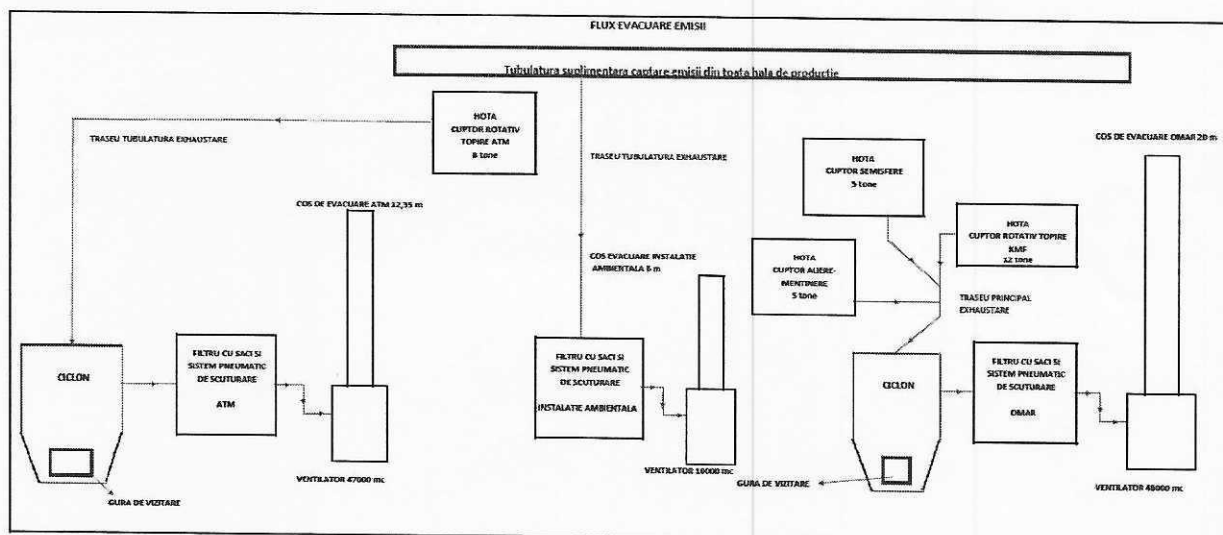 FLUX EVACUARE EMISII
Tubulatura suplimentara captare emisii din toata hala de productie
TRASEU TUBULATURA EXHAUSTARE
HOTA
CUPTOR ROTATIV
TOPIRE ATM
8 tone
COS DE EVACUARE ATM 12,35 m
CICLON
FILTRU CU SACI SI
SISTEM PNEUMATIC
DE SCUTURARE
ATM
VENTILATOR 47000 mc
GURA DE VIZITARE
TRASEU TUBULATURA EXHAUSTARE
COS EVACUARE INSTALATIE
AMBIENTALA 6 m
FILTRU CU SACI SI
SISTEM PNEUMATIC
DE SCUTURARE
INSTALATIE AMBIENTALA
VENTILATOR 16000 mc
HOTA
CUPTOR SEMISFERE
5 tone
HOTA
CUPTOR ALIERE-
MENTINERE
5 tone
HOTA
CUPTOR ROTATIV TOPIRE
KMF
12 tone
TRASEU PRINCIPAL
EXHAUSTARE
CICLON
GURA DE VIZITARE
FILTRU CU SACI SI
SISTEM PNEUMATIC
DE SCUTURARE
OMAR
COS DE EVACUARE OMAR 20 m
VENTILATOR 48000 mc